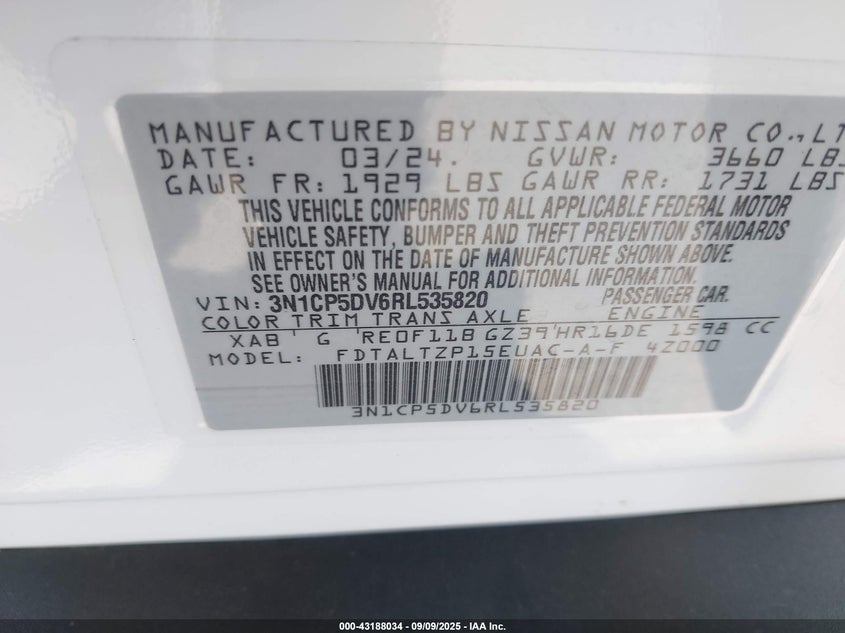 MANUFACTURED BY NISSAN MOTOR CO., LT
DATE: 03/24. GVWR: 3660 LBS
GAWR FR: 1929 LBS GAWR RR: 1731 LBS
THIS VEHICLE CONFORMS TO ALL APPLICABLE FEDERAL MOTOR
VEHICLE SAFETY, BUMPER AND THEFT PREVENTION STANDARDS
IN EFFECT ON THE DATE OF MANUFACTURE SHOWN ABOVE.
SEE OWNER'S MANUAL FOR ADDITIONAL INFORMATION.
VIN: 3N1CP5DV6RL535820 PASSENGER CAR.
COLOR TRIM TRANS AXLE ENGINE
XAB G RE0F11B GZ39 HR16DE 1598 CC
MODEL: FDTALTZP15EUAC-A-F 4Z000
3N1CP5DV6RL535820
000-43188034 - 09/09/2025 - IAA Inc.